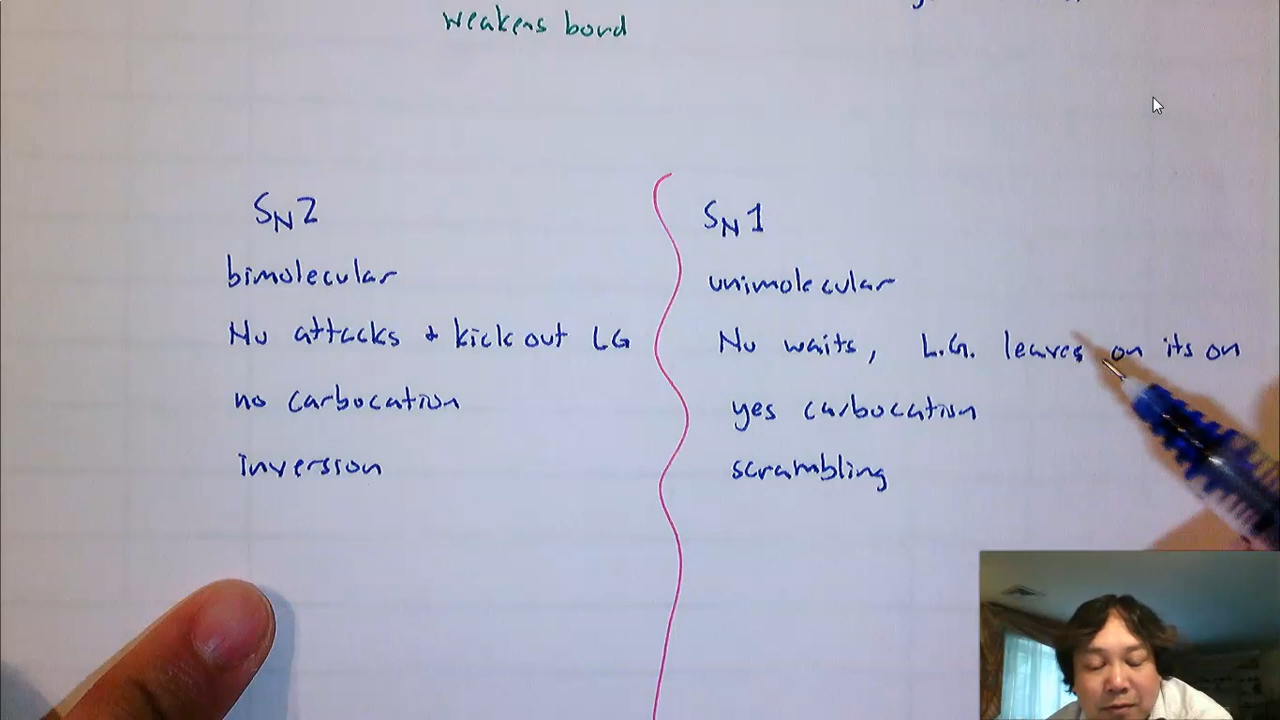 weakens bond
SN2
bimolecular
Nu attacks + kick out LG
no carbocation
inversion
SN1
unimolecular
Nu waits, L.G. leaves on its on
yes carbocation
scrambling